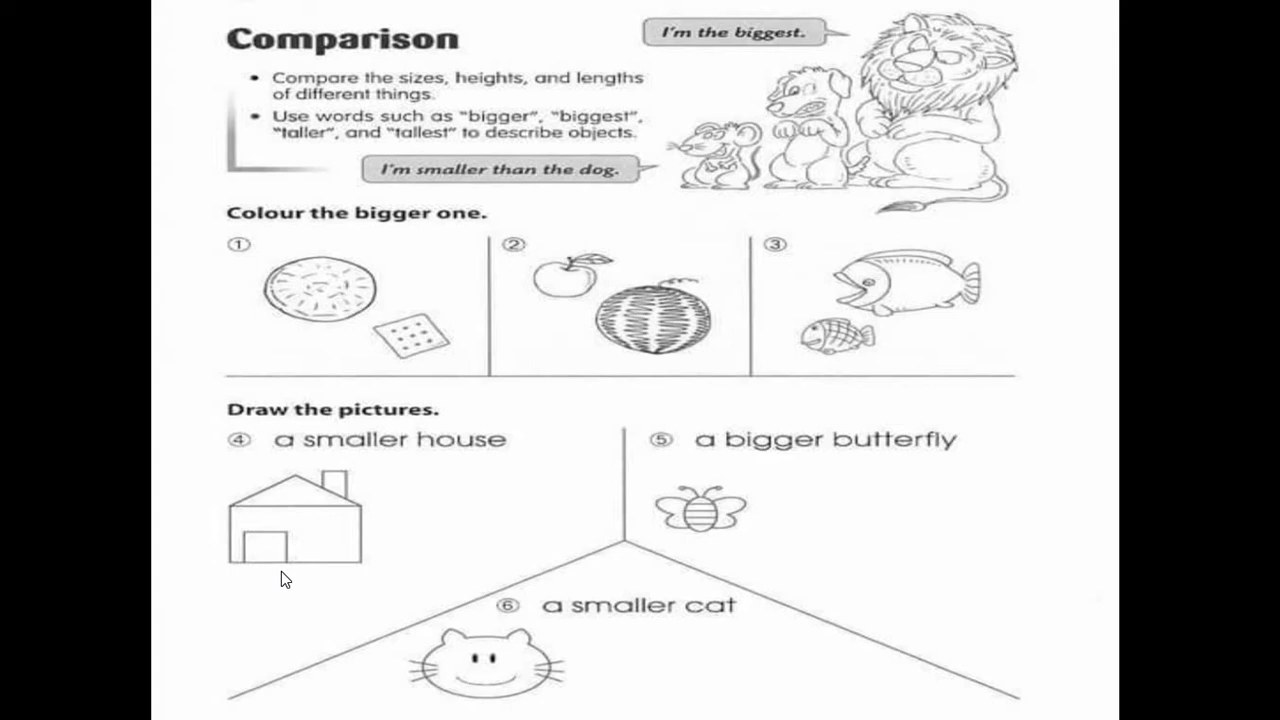 Comparison
I'm the biggest.
• Compare the sizes, heights, and lengths
of different things.
• Use words such as "bigger", "biggest",
"taller", and "tallest" to describe objects.
I'm smaller than the dog.
Colour the bigger one.
①
②
③
Draw the pictures.
④ a smaller house
⑤ a bigger butterfly
⑥ a smaller cat